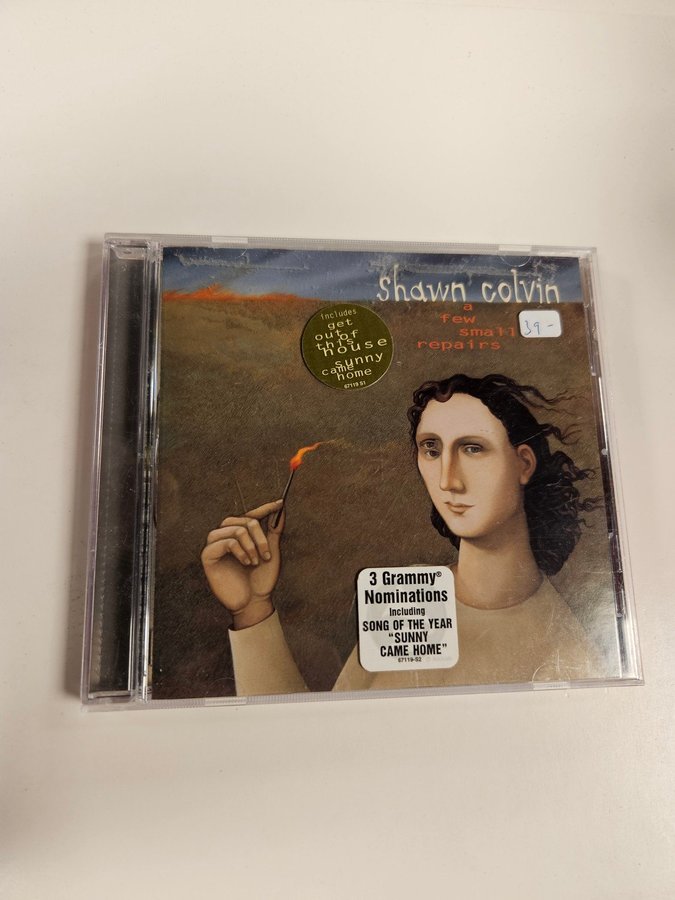 shawn colvin
a
few
small
repairs
39-
includes
get
out of
this
house
sunny
came
home
67119 S1
3 Grammy®
Nominations
Including
SONG OF THE YEAR
"SUNNY
CAME HOME"
67119-S2